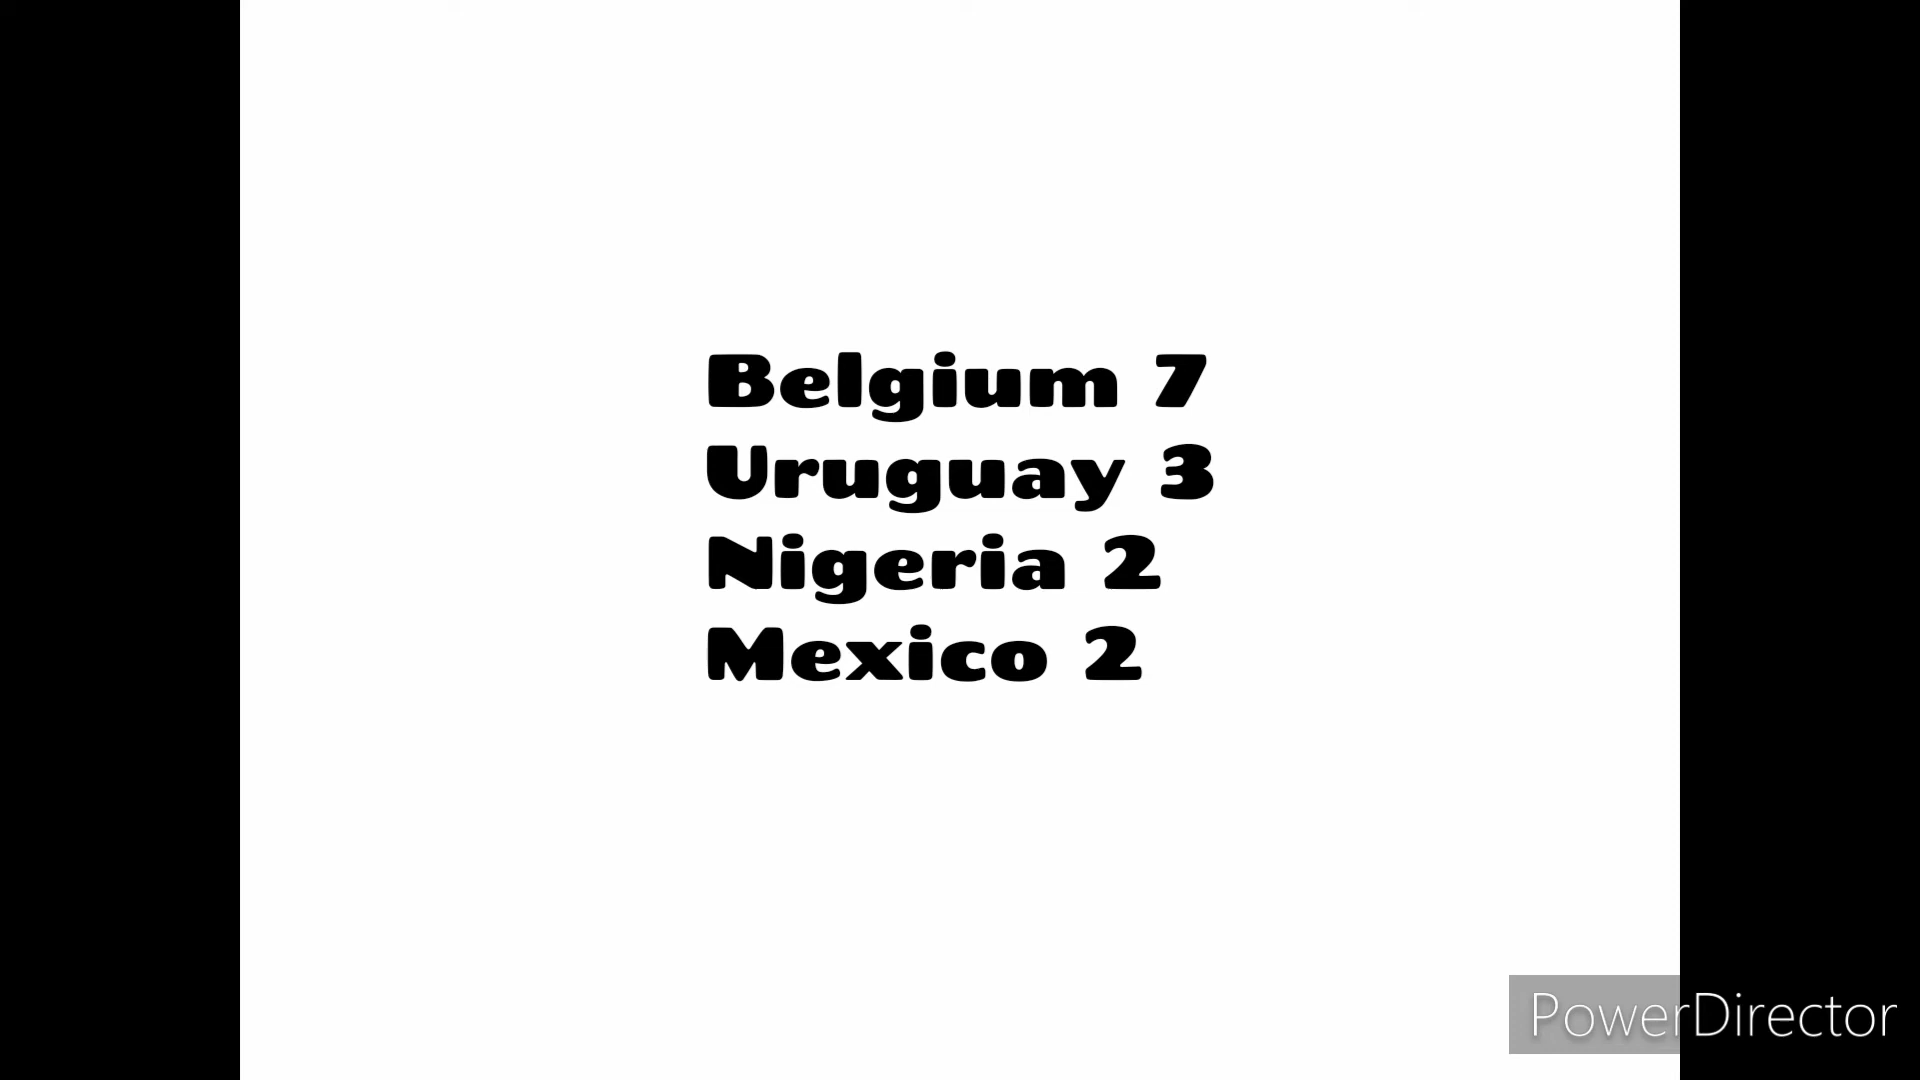 Belgium 7
Uruguay 3
Nigeria 2
Mexico 2
PowerDirector